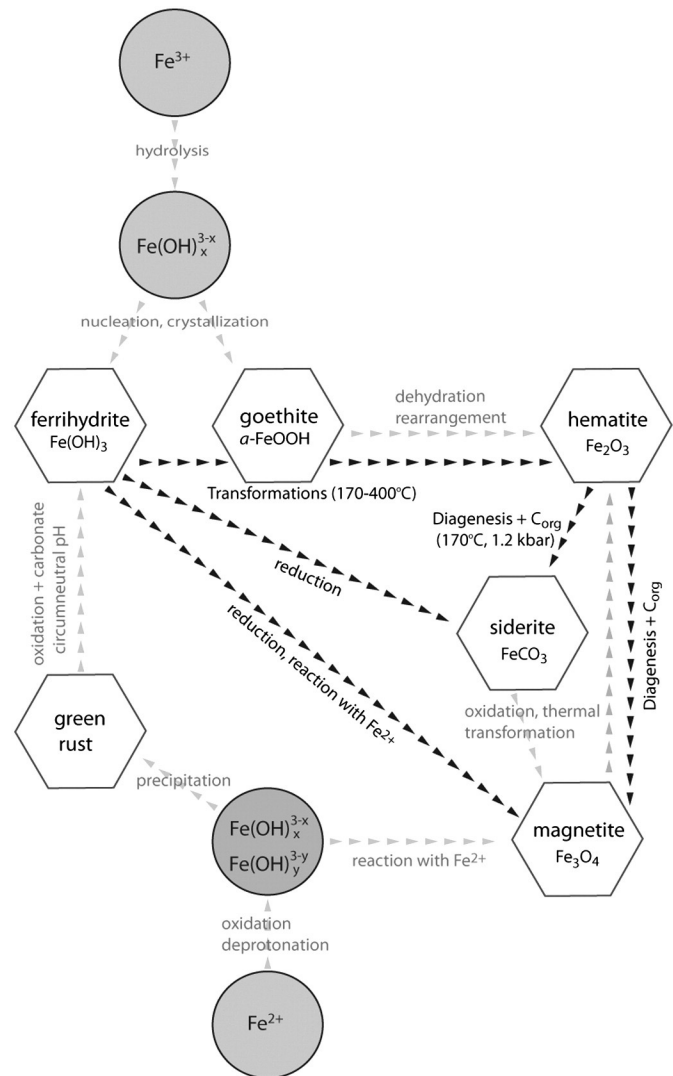 Fe³⁺
hydrolysis
Fe(OH)ₓ³⁻ˣ
nucleation, crystallization
ferrihydrite
Fe(OH)₃
goethite
a-FeOOH
dehydration
rearrangement
hematite
Fe₂O₃
Transformations (170-400°C)
Diagenesis + Cₒᵣg
(170°C, 1.2 kbar)
reduction
reduction, reaction with Fe²⁺
oxidation + carbonate
circumneutral pH
siderite
FeCO₃
Diagenesis + Cₒᵣg
green
rust
oxidation, thermal
transformation
precipitation
Fe(OH)ₓ³⁻ˣ
Fe(OH)y³⁻ʸ
reaction with Fe²⁺
magnetite
Fe₃O₄
oxidation
deprotonation
Fe²⁺